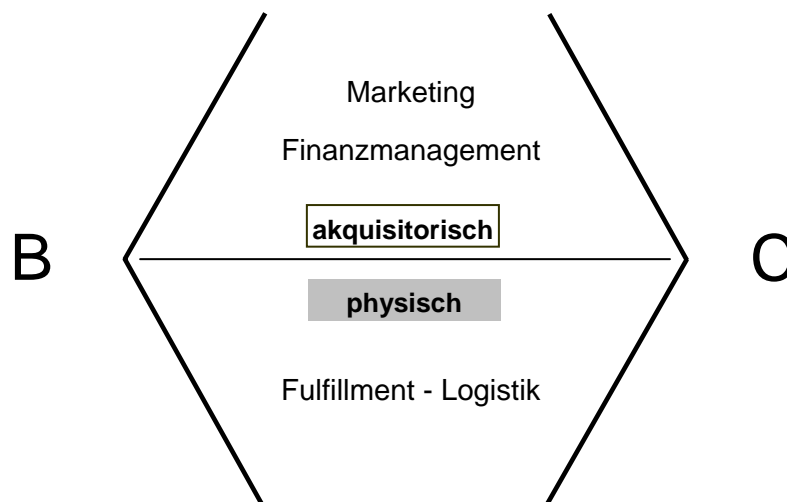 Marketing
Finanzmanagement
akquisitorisch
B
C
physisch
Fulfillment - Logistik